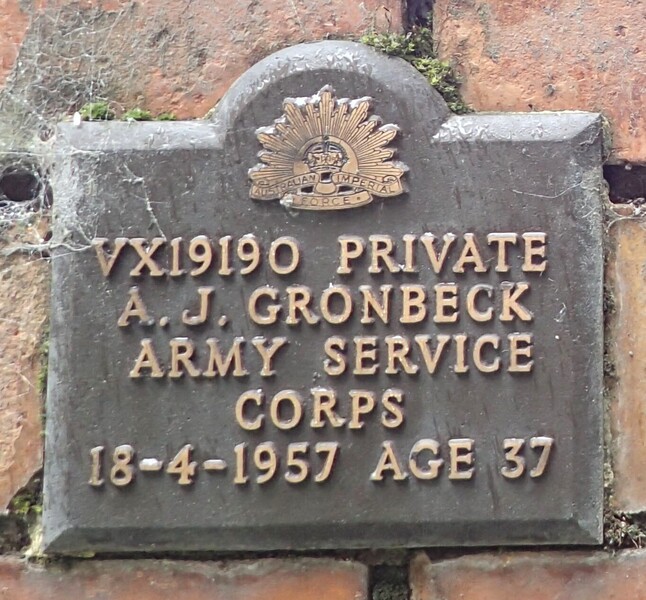 AUSTRALIAN IMPERIAL
FORCE
VX19190 PRIVATE
A.J. GRONBECK
ARMY SERVICE
CORPS
18-4-1957 AGE 37